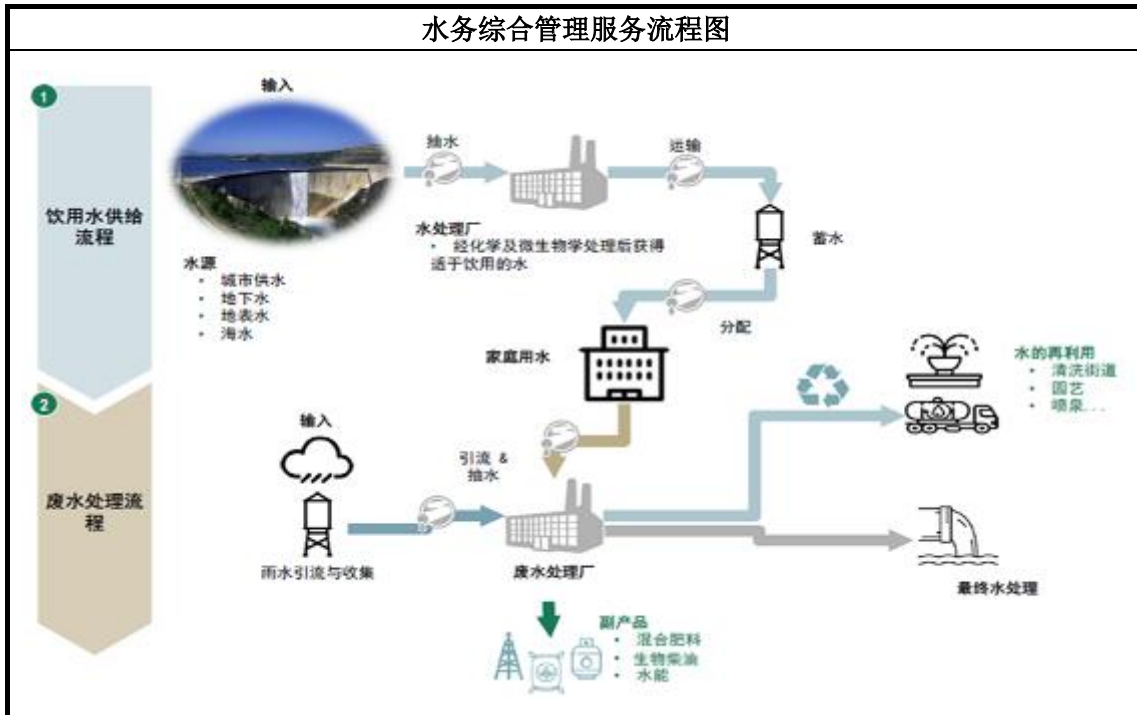 水务综合管理服务流程图
1
输入
抽水
运输
饮用水供给
流程
水处理厂
• 经化学及微生物学处理后获得
适于饮用的水
蓄水
水源
• 城市供水
• 地下水
• 地表水
• 海水
分配
家庭用水
水的再利用
• 清洗街道
• 园艺
• 喷泉...
2
输入
引流 &
抽水
废水处理流
程
雨水引流与收集
废水处理厂
最终水处理
副产品
• 混合肥料
• 生物柴油
• 水能